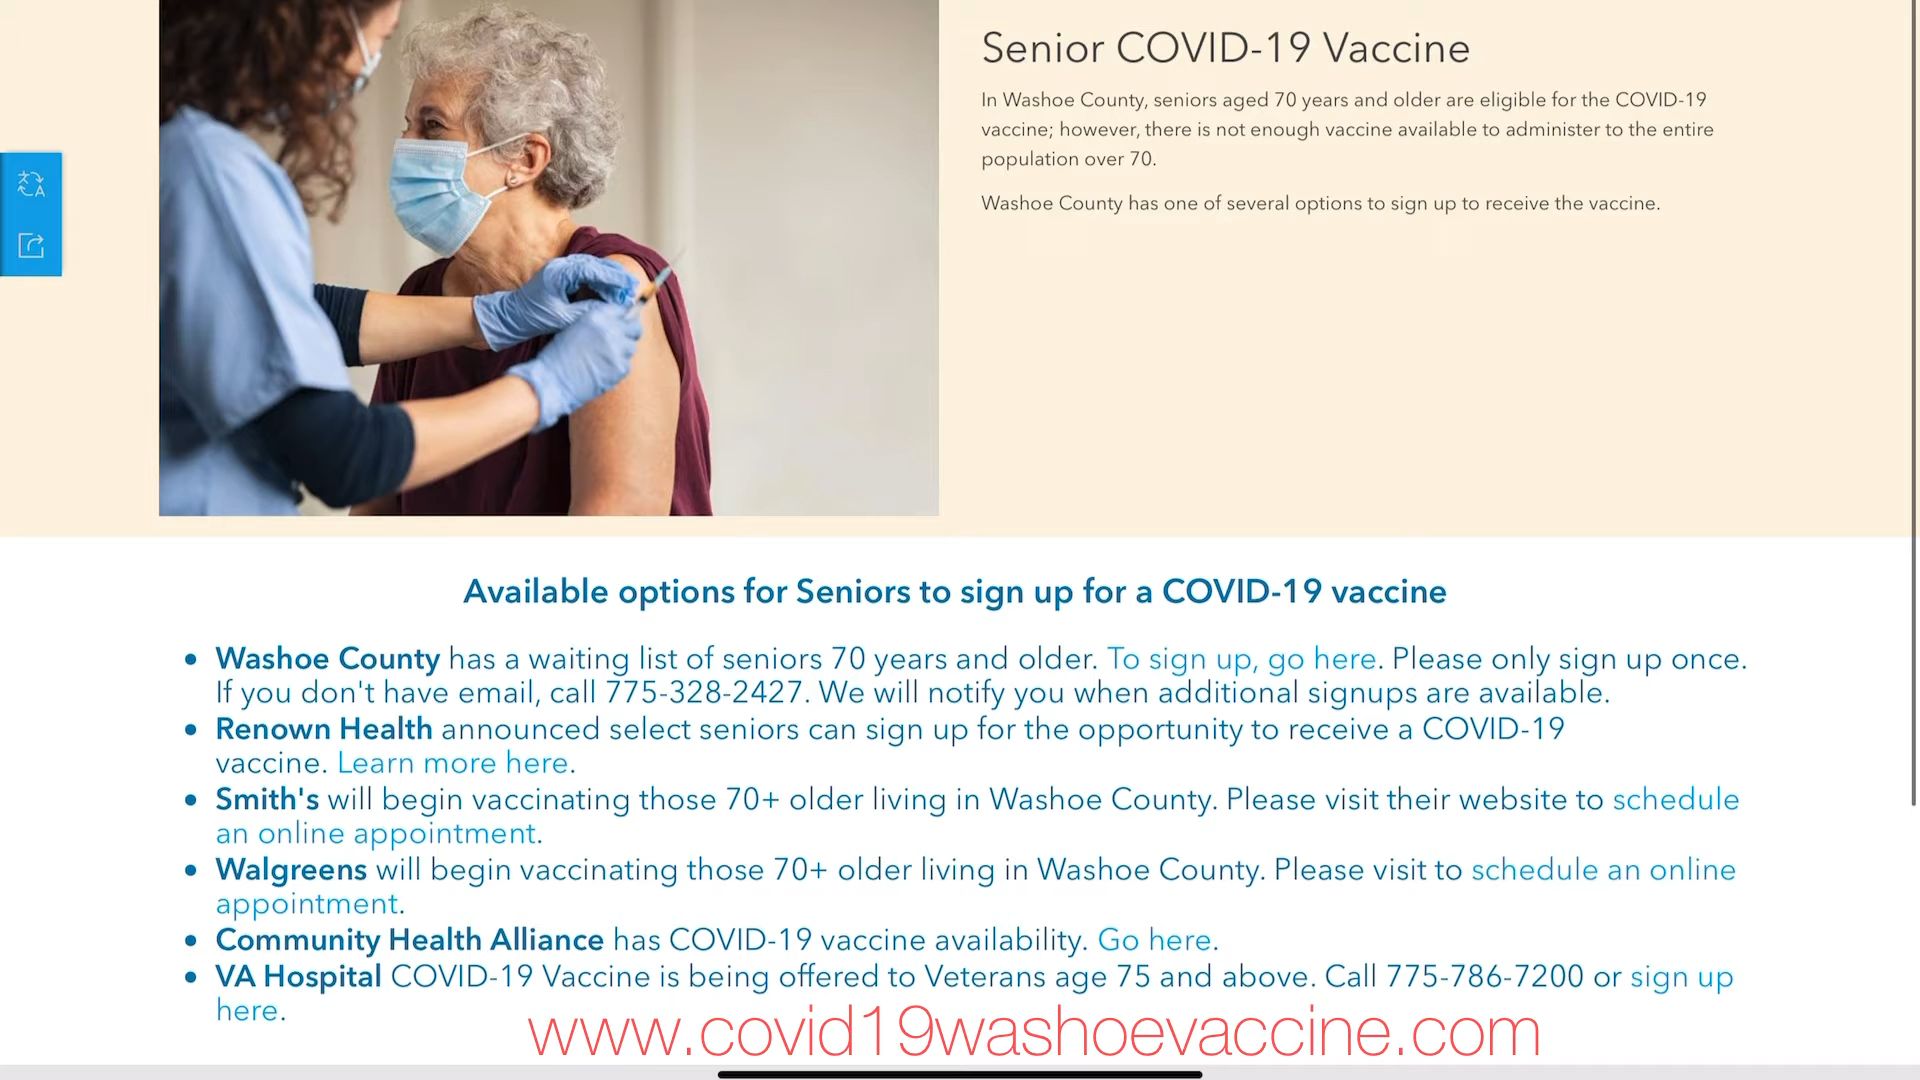 Senior COVID-19 Vaccine
In Washoe County, seniors aged 70 years and older are eligible for the COVID-19
vaccine; however, there is not enough vaccine available to administer to the entire
population over 70.
Washoe County has one of several options to sign up to receive the vaccine.
Available options for Seniors to sign up for a COVID-19 vaccine
• Washoe County has a waiting list of seniors 70 years and older. To sign up, go here. Please only sign up once.
If you don't have email, call 775-328-2427. We will notify you when additional signups are available.
• Renown Health announced select seniors can sign up for the opportunity to receive a COVID-19
vaccine. Learn more here.
• Smith's will begin vaccinating those 70+ older living in Washoe County. Please visit their website to schedule
an online appointment.
• Walgreens will begin vaccinating those 70+ older living in Washoe County. Please visit to schedule an online
appointment.
• Community Health Alliance has COVID-19 vaccine availability. Go here.
• VA Hospital COVID-19 Vaccine is being offered to Veterans age 75 and above. Call 775-786-7200 or sign up
here.
www.covid19washoevaccine.com